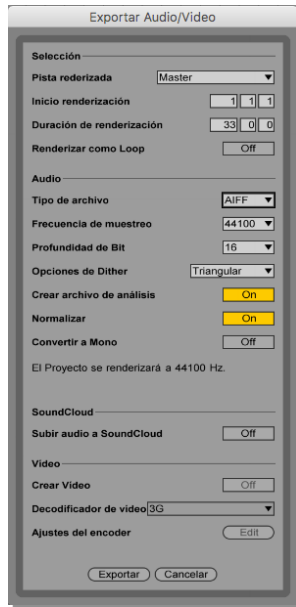 Exportar Audio/Video
Selección
Pista rederizada Master
Inicio renderización 1 1 1
Duración de renderización 33 0 0
Renderizar como Loop Off
Audio
Tipo de archivo AIFF
Frecuencia de muestreo 44100
Profundidad de Bit 16
Opciones de Dither Triangular
Crear archivo de análisis On
Normalizar On
Convertir a Mono Off
El Proyecto se renderizará a 44100 Hz.
SoundCloud
Subir audio a SoundCloud Off
Video
Crear Video Off
Decodificador de video 3G
Ajustes del encoder Edit
Exportar Cancelar